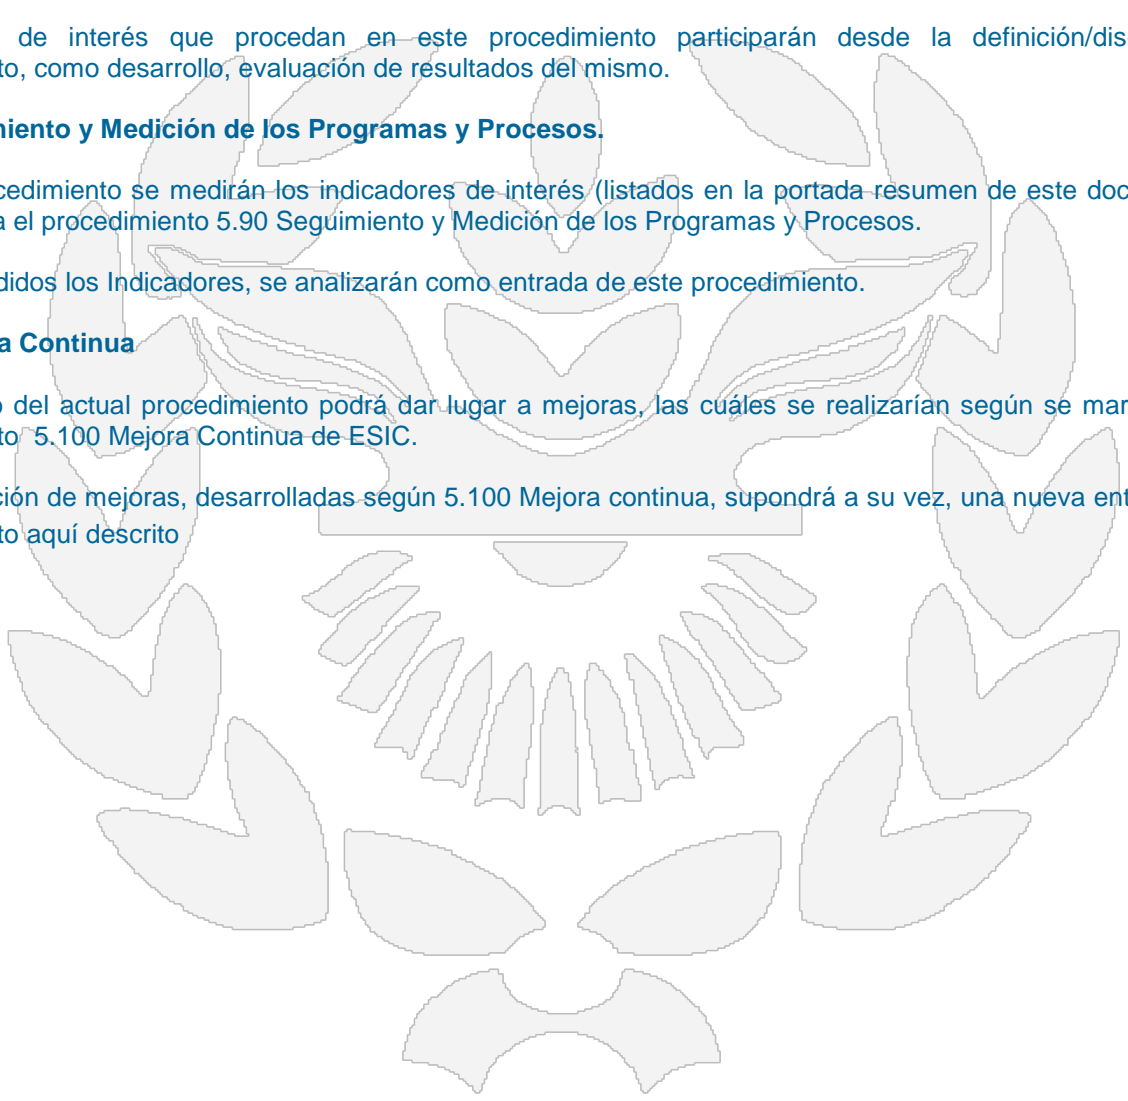 de interés que procedan en este procedimiento participarán desde la definición/dis
to, como desarrollo, evaluación de resultados del mismo.
niento y Medición de los Programas y Procesos.
cedimiento se medirán los indicadores de interés (listados en la portada resumen de este doc
a el procedimiento 5.90 Seguimiento y Medición de los Programas y Procesos.
didos los Indicadores, se analizarán como entrada de este procedimiento.
a Continua
o del actual procedimiento podrá dar lugar a mejoras, las cuáles se realizarían según se mar
to 5.100 Mejora Continua de ESIC.
ción de mejoras, desarrolladas según 5.100 Mejora continua, supondrá a su vez, una nueva ent
to aquí descrito